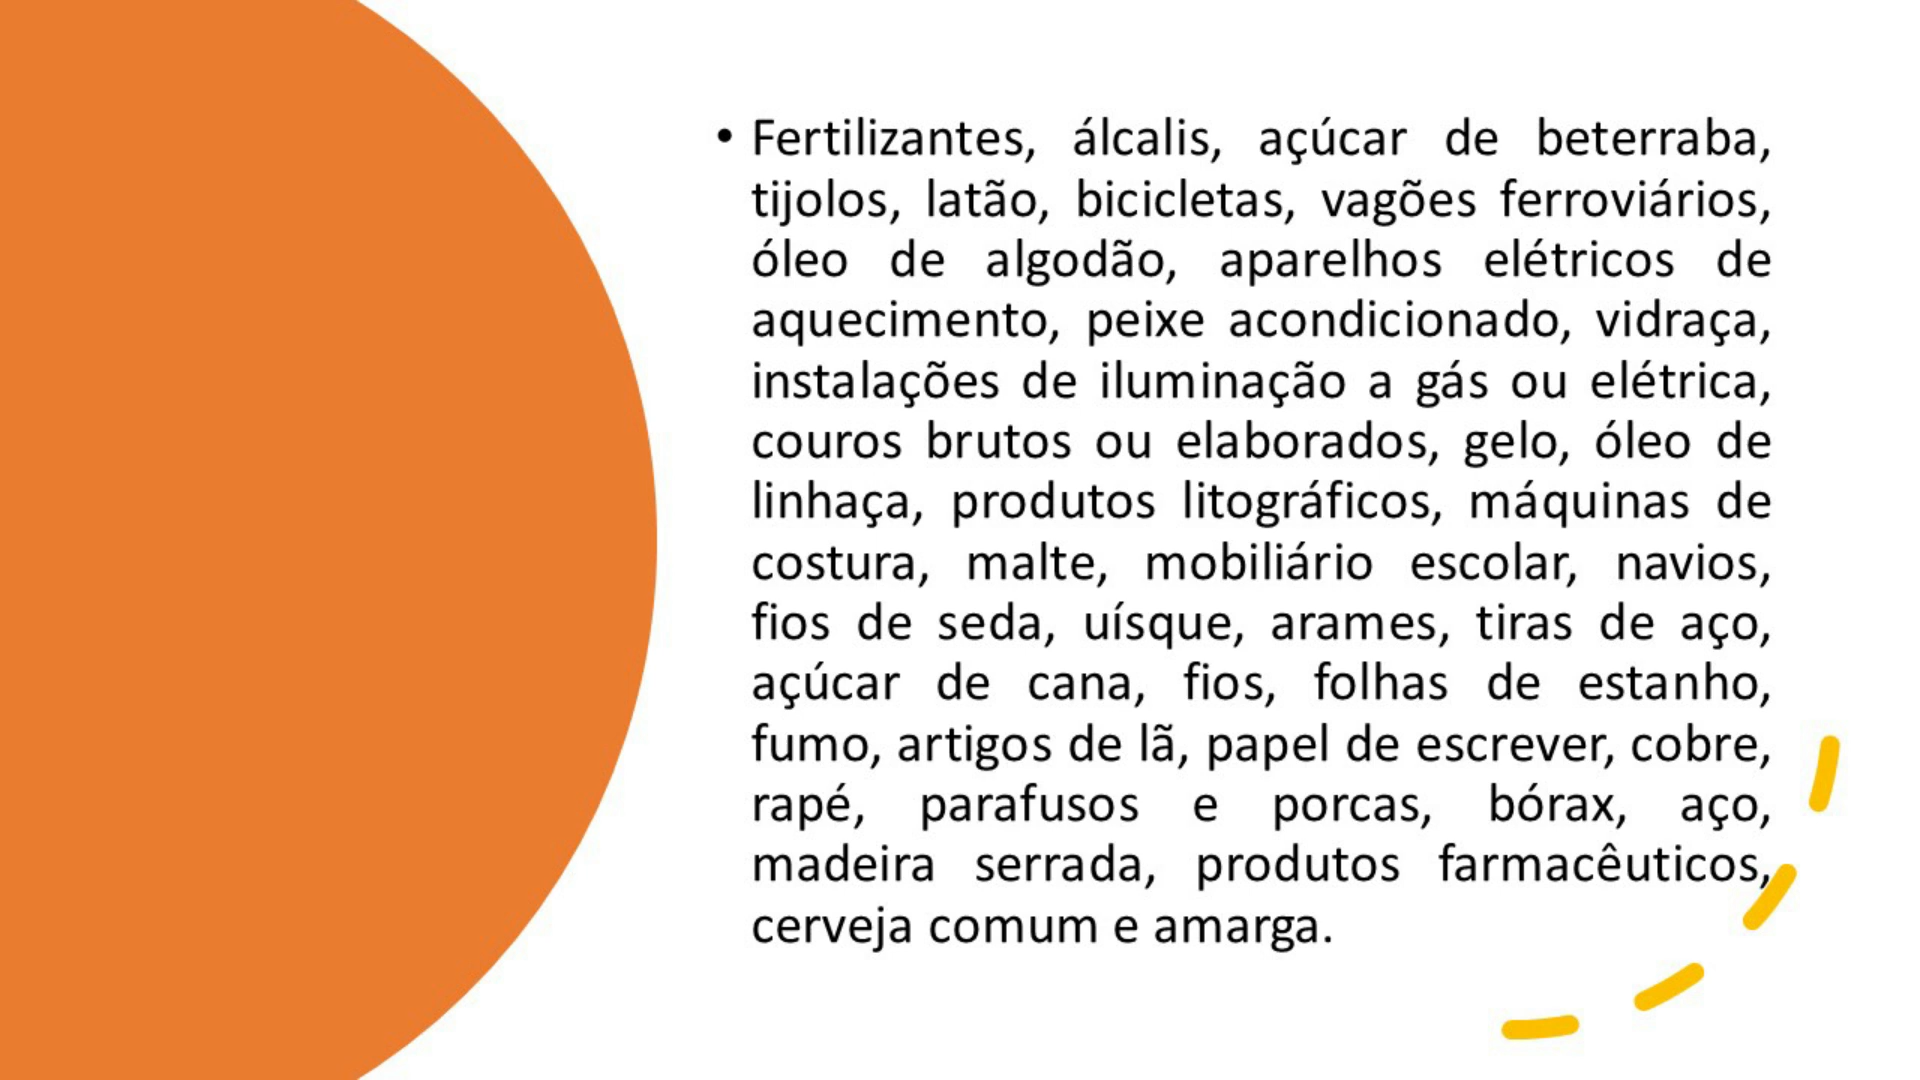 • Fertilizantes, álcalis, açúcar de beterraba,
tijolos, latão, bicicletas, vagões ferroviários,
óleo de algodão, aparelhos elétricos de
aquecimento, peixe acondicionado, vidraça,
instalações de iluminação a gás ou elétrica,
couros brutos ou elaborados, gelo, óleo de
linhaça, produtos litográficos, máquinas de
costura, malte, mobiliário escolar, navios,
fios de seda, uísque, arames, tiras de aço,
açúcar de cana, fios, folhas de estanho,
fumo, artigos de lã, papel de escrever, cobre,
rapé, parafusos e porcas, bórax, aço,
madeira serrada, produtos farmacêuticos,
cerveja comum e amarga.